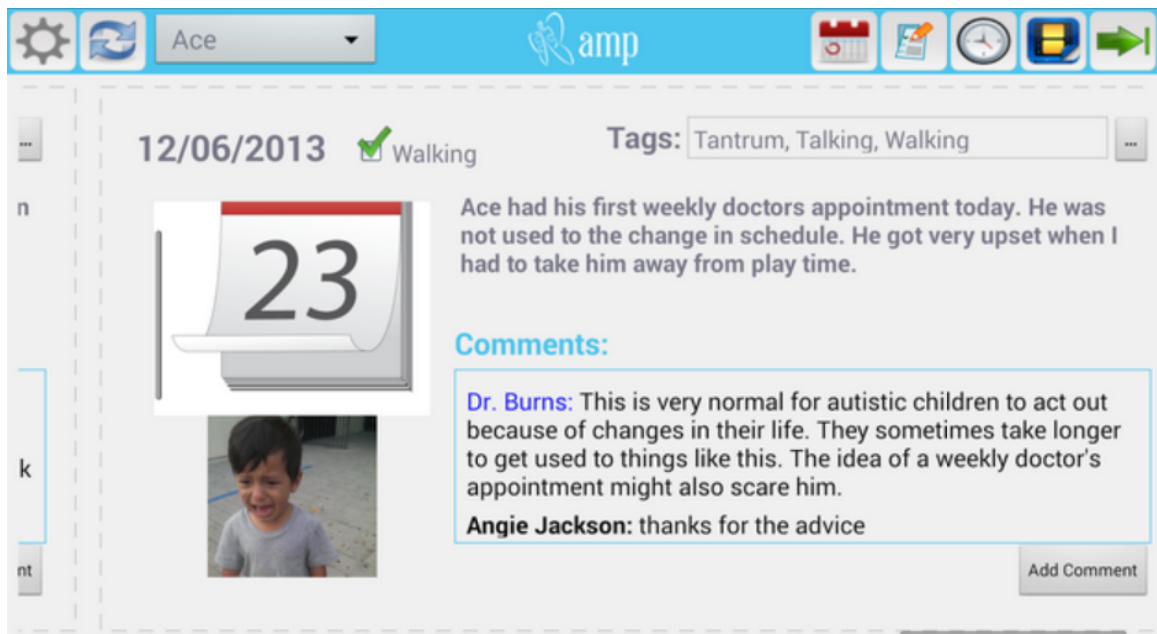 Ace
amp
...
12/06/2013
Walking
Tags:
Tantrum, Talking, Walking
...
n
Ace had his first weekly doctors appointment today. He was
not used to the change in schedule. He got very upset when I
had to take him away from play time.
23
Comments:
Dr. Burns: This is very normal for autistic children to act out
because of changes in their life. They sometimes take longer
to get used to things like this. The idea of a weekly doctor's
appointment might also scare him.
k
Angie Jackson: thanks for the advice
nt
Add Comment